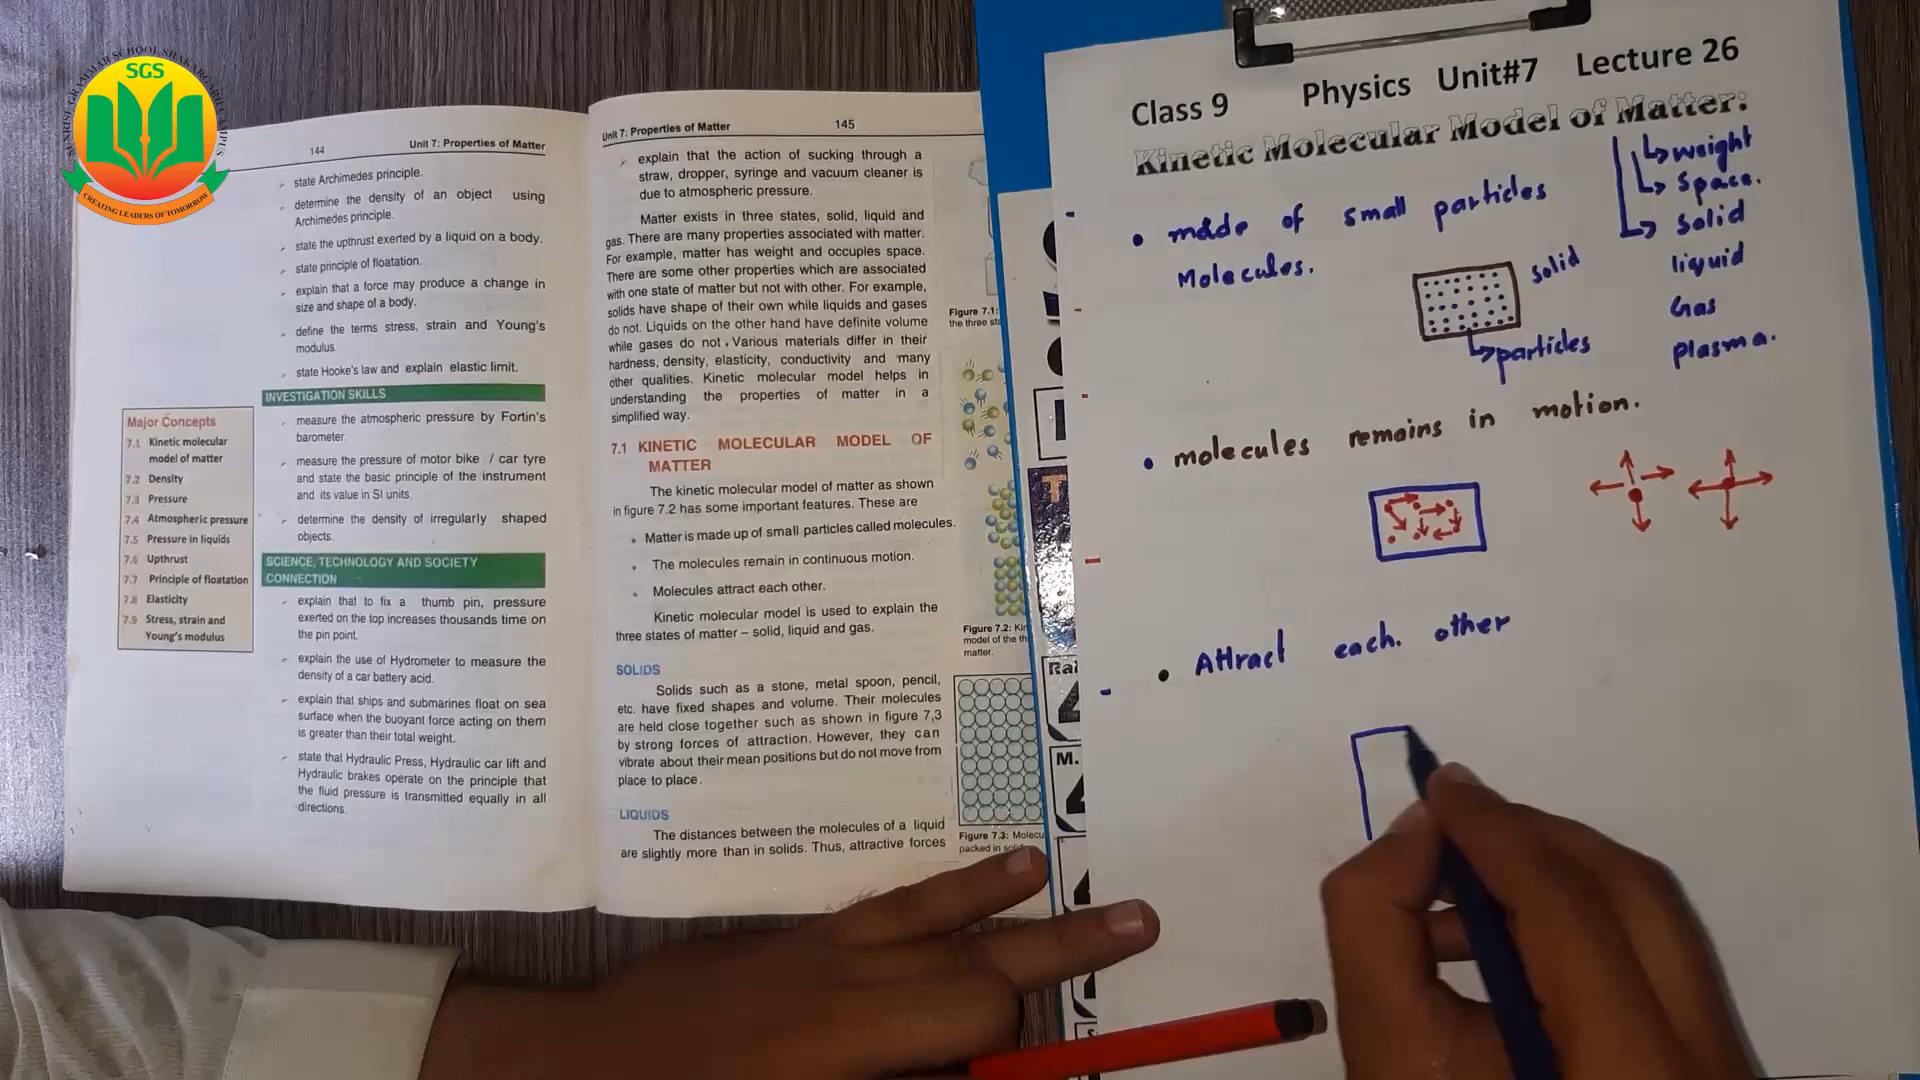 SUNRISE GRAMMAR SCHOOL SHAKARGARH CAMPUS
SGS
CREATING LEADERS OF TOMORROW
144
Unit 7: Properties of Matter
state Archimedes principle.
determine the density of an object using
Archimedes principle.
state the upthrust exerted by a liquid on a body.
state principle of floatation.
explain that a force may produce a change in
size and shape of a body.
define the terms stress, strain and Young's
modulus.
state Hooke's law and explain elastic limit.
INVESTIGATION SKILLS
measure the atmospheric pressure by Fortin's
barometer.
measure the pressure of motor bike / car tyre
and state the basic principle of the instrument
and its value in SI units.
determine the density of irregularly shaped
objects.
SCIENCE, TECHNOLOGY AND SOCIETY
CONNECTION
explain that to fix a thumb pin, pressure
exerted on the top increases thousands time on
the pin point.
explain the use of Hydrometer to measure the
density of a car battery acid.
explain that ships and submarines float on sea
surface when the buoyant force acting on them
is greater than their total weight.
state that Hydraulic Press, Hydraulic car lift and
Hydraulic brakes operate on the principle that
the fluid pressure is transmitted equally in all
directions.
Major Concepts
7.1 Kinetic molecular
model of matter
7.2 Density
7.3 Pressure
7.4 Atmospheric pressure
7.5 Pressure in liquids
7.6 Upthrust
7.7 Principle of floatation
7.8 Elasticity
7.9 Stress, strain and
Young's modulus
Unit 7: Properties of Matter
145
explain that the action of sucking through a
straw, dropper, syringe and vacuum cleaner is
due to atmospheric pressure.
Matter exists in three states, solid, liquid and
gas. There are many properties associated with matter.
For example, matter has weight and occupies space.
There are some other properties which are associated
with one state of matter but not with other. For example,
solids have shape of their own while liquids and gases
do not. Liquids on the other hand have definite volume
while gases do not. Various materials differ in their
hardness, density, elasticity, conductivity and many
other qualities. Kinetic molecular model helps in
understanding the properties of matter in a
simplified way.
7.1 KINETIC MOLECULAR MODEL OF
MATTER
The kinetic molecular model of matter as shown
in figure 7.2 has some important features. These are
• Matter is made up of small particles called molecules.
• The molecules remain in continuous motion.
• Molecules attract each other.
Kinetic molecular model is used to explain the
three states of matter – solid, liquid and gas.
SOLIDS
Solids such as a stone, metal spoon, pencil,
etc. have fixed shapes and volume. Their molecules
are held close together such as shown in figure 7,3
by strong forces of attraction. However, they can
vibrate about their mean positions but do not move from
place to place.
LIQUIDS
The distances between the molecules of a liquid
are slightly more than in solids. Thus, attractive forces
Figure 7.1:
the three
Figure 7.2:
model of the
matter.
Figure 7.3:
packed in
T
M.
Class 9 Physics Unit#7 Lecture 26
Kinetic Molecular Model of Matter:
weight
Space.
Solid
liquid
Gas
plasma.
• made of small particles
Molecules.
solid
particles
• molecules remains in motion.
• Attract each. other